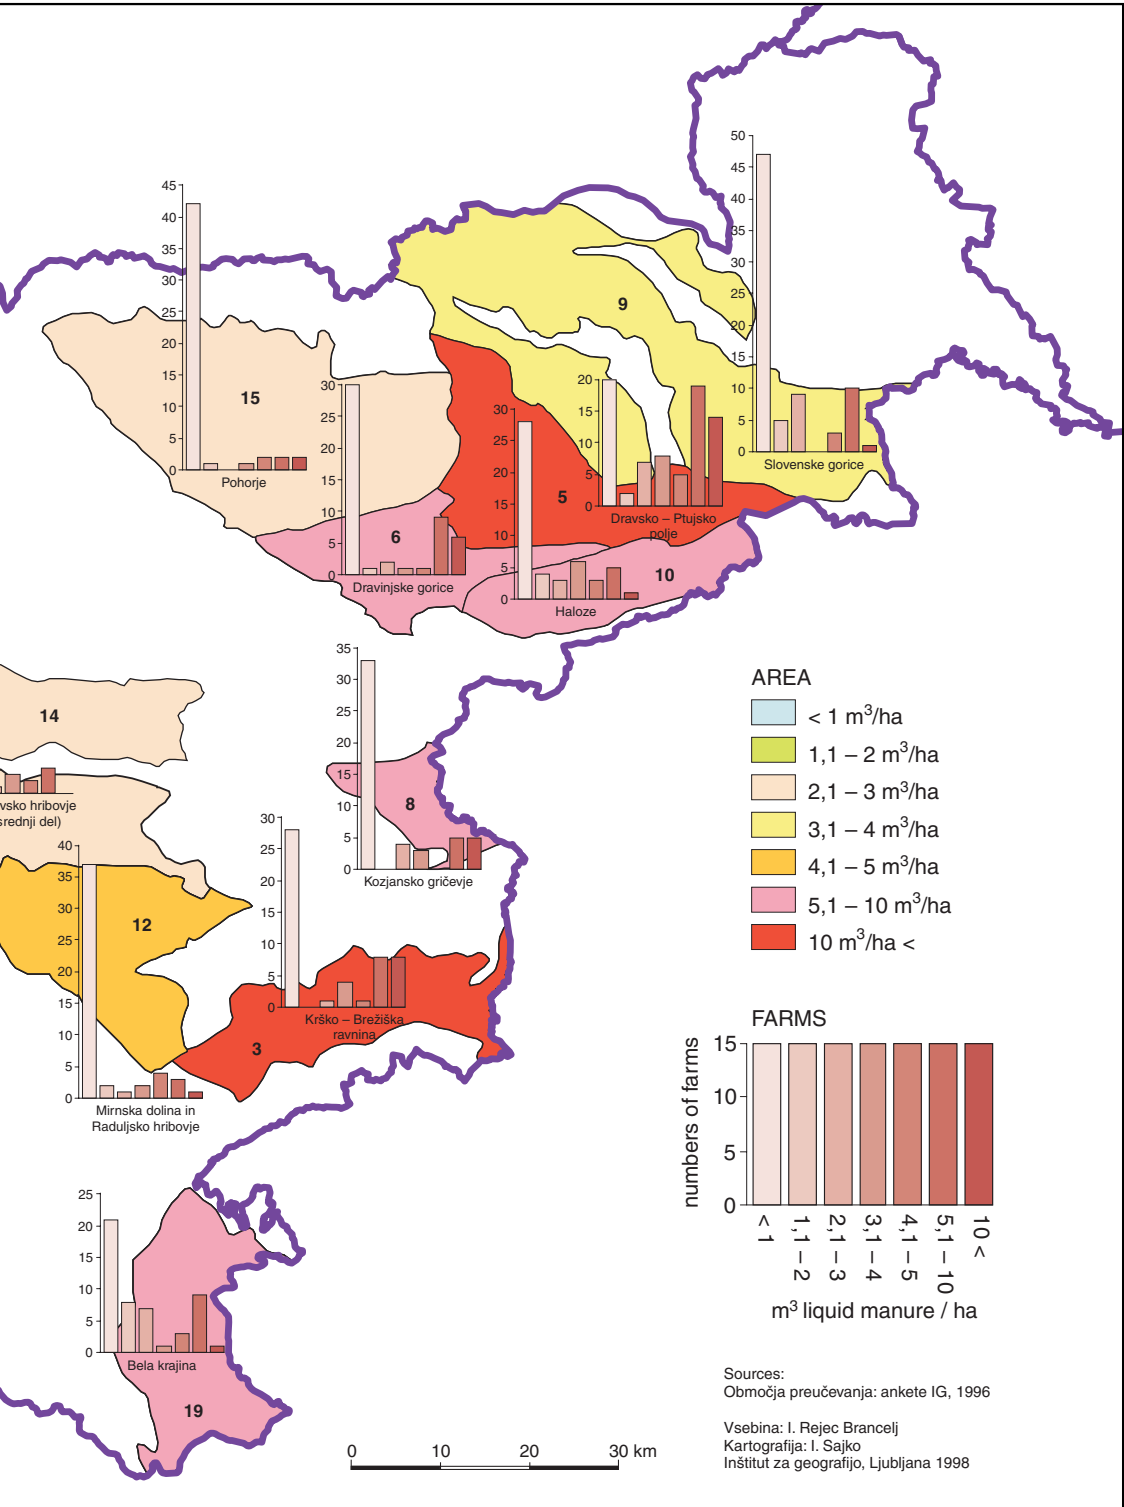 50
45
40
35
30
25
20
15
10
5
0
Slovenske gorice
45
40
35
30
25
20
15
10
5
0
Pohorje
15
9
30
25
20
15
10
5
0
Dravinjske gorice
6
30
25
20
15
10
5
0
Haloze
10
20
15
10
5
0
Dravsko – Ptujsko
polje
5
35
30
25
20
15
10
5
0
Kozjansko gričevje
8
14
vsko hribovje
srednji del)
40
35
30
25
20
15
10
5
0
Mirnska dolina in
Raduljsko hribovje
12
30
25
20
15
10
5
0
Krško – Brežiška
ravnina
3
25
20
15
10
5
0
Bela krajina
19
AREA
< 1 m³/ha
1,1 – 2 m³/ha
2,1 – 3 m³/ha
3,1 – 4 m³/ha
4,1 – 5 m³/ha
5,1 – 10 m³/ha
10 m³/ha <
FARMS
numbers of farms
15
10
5
0
< 1
1,1 – 2
2,1 – 3
3,1 – 4
4,1 – 5
5,1 – 10
10 <
m³ liquid manure / ha
0 10 20 30 km
Sources:
Območja preučevanja: ankete IG, 1996
Vsebina: I. Rejec Brancelj
Kartografija: I. Sajko
Inštitut za geografijo, Ljubljana 1998